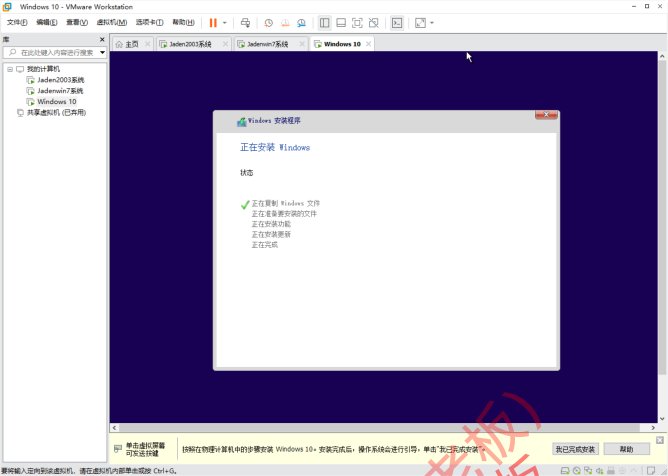 Windows 10 - VMware Workstation
文件(F) 编辑(E) 查看(V) 虚拟机(M) 选项卡(T) 帮助(H)
库
在此处键入内容进行搜索
主页 Jaden2003系统 Jadenwin7系统 Windows 10
我的计算机
Jaden2003系统
Jadenwin7系统
Windows 10
共享虚拟机 (已弃用)
Windows 安装程序
正在安装 Windows
状态
正在复制 Windows 文件
正在准备要安装的文件
正在安装功能
正在安装更新
正在完成
单击虚拟屏幕
可发送按键
按照在物理计算机中的步骤安装 Windows 10。安装完成后，操作系统会进行引导，单击“我已完成安装”。
我已完成安装 帮助
要将输入定向到该虚拟机，请在虚拟机内部单击或按 Ctrl+G。
老板)